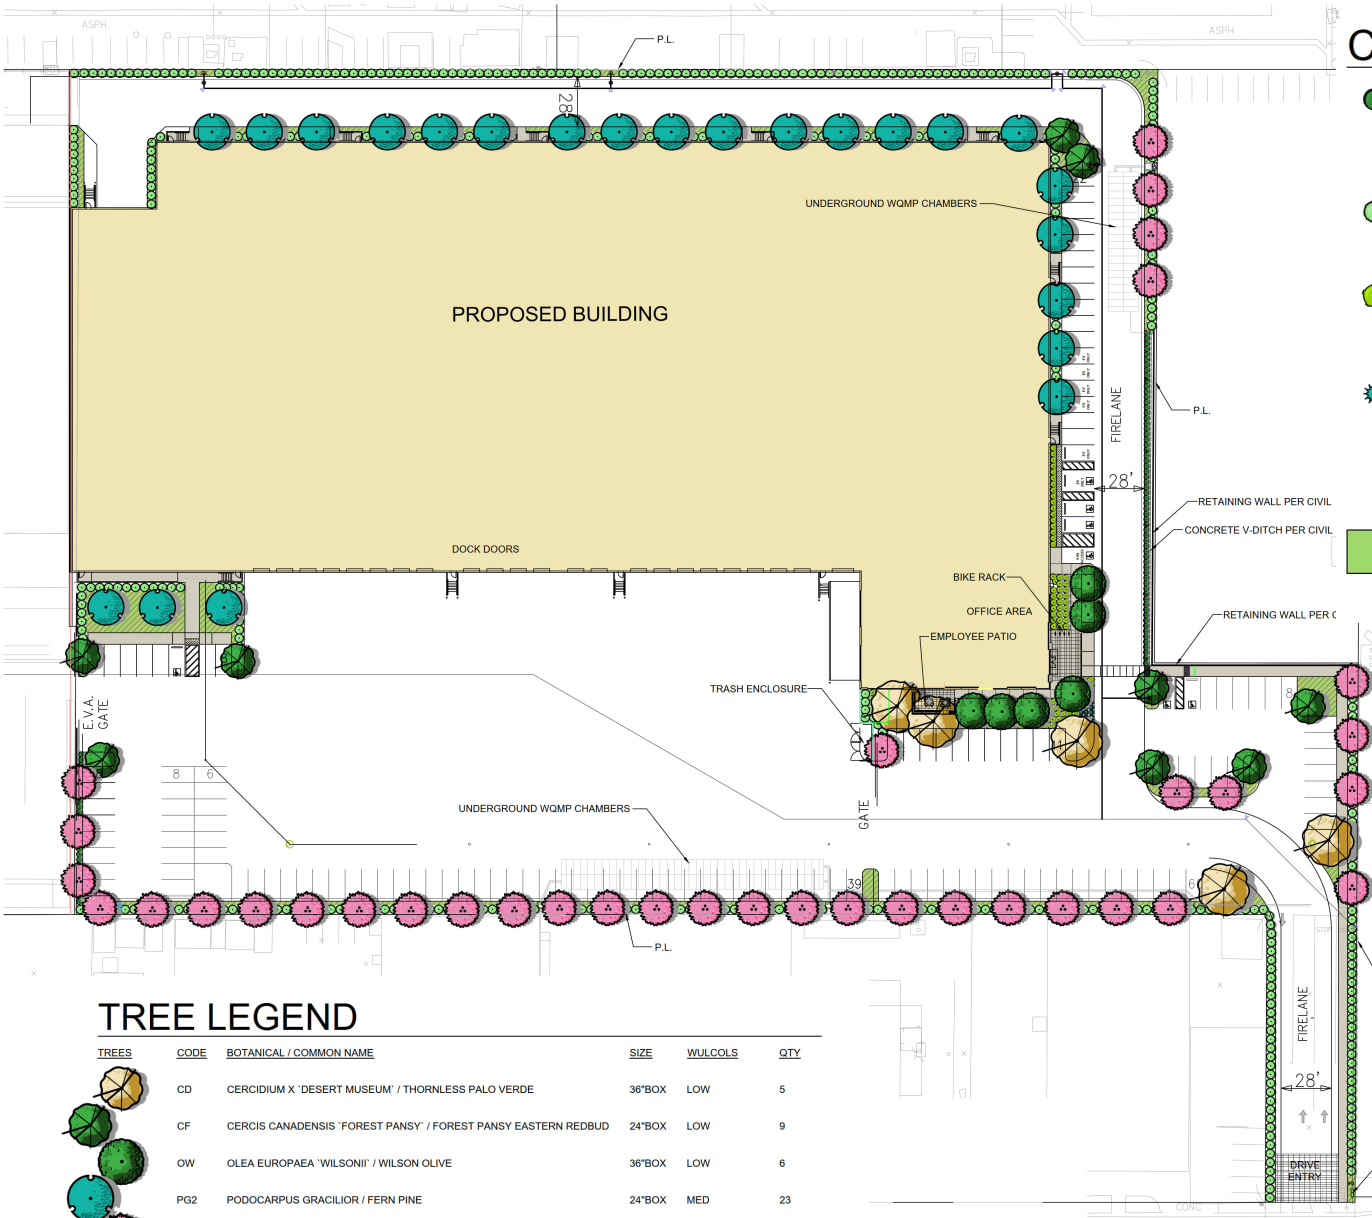 ASPH
P.L.
ASPH
C
28'
UNDERGROUND WQMP CHAMBERS
PROPOSED BUILDING
FIRELANE
P.L.
28'
RETAINING WALL PER CIVIL
CONCRETE V-DITCH PER CIVIL
DOCK DOORS
BIKE RACK
OFFICE AREA
EMPLOYEE PATIO
RETAINING WALL PER C
TRASH ENCLOSURE
E.V.A.
GATE
8
8 6
UNDERGROUND WQMP CHAMBERS
GATE
39
6
P.L.
STOP
FIRELANE
28'
DRIVE
ENTRY
CONC
TREE LEGEND
TREES CODE BOTANICAL / COMMON NAME SIZE WULCOLS QTY
CD CERCIDIUM X `DESERT MUSEUM` / THORNLESS PALO VERDE 36"BOX LOW 5
CF CERCIS CANADENSIS `FOREST PANSY` / FOREST PANSY EASTERN REDBUD 24"BOX LOW 9
OW OLEA EUROPAEA `WILSONII` / WILSON OLIVE 36"BOX LOW 6
PG2 PODOCARPUS GRACILIOR / FERN PINE 24"BOX MED 23